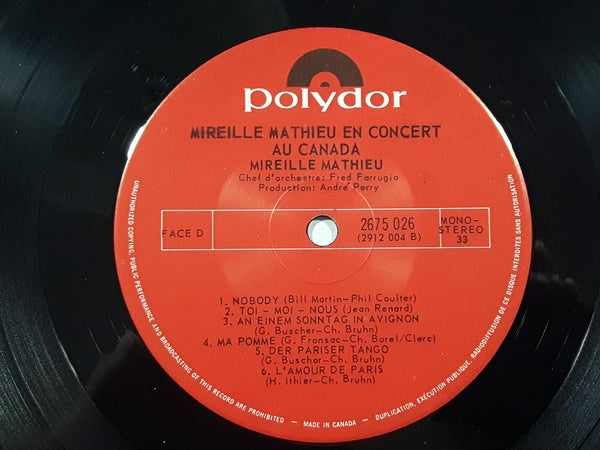 polydor
MIREILLE MATHIEU EN CONCERT
AU CANADA
MIREILLE MATHIEU
Chef d'orchestre: Fred Farrugia
Production: André Perry
FACE D
2675 026
(2912 004 B)
MONO-
STEREO
33
1. NOBODY (Bill Martin-Phil Coulter)
2. TOI - MOI - NOUS (Jean Renard)
3. AN EINEM SONNTAG IN AVIGNON
(G. Buscher-Ch. Bruhn)
4. MA POMME (G. Fronsac-Ch. Borel/Clerc)
5. DER PARISER TANGO
(G. Buschor-Ch. Bruhn)
6. L'AMOUR DE PARIS
(H. Ithier-Ch. Bruhn)
UNAUTHORIZED COPYING, PUBLIC PERFORMANCE AND BROADCASTING OF THIS RECORD ARE PROHIBITED - MADE IN CANADA - DUPLICATION, EXÉCUTION PUBLIQUE, RADIODIFFUSION DE CE DISQUE INTERDITES SANS AUTORISATION